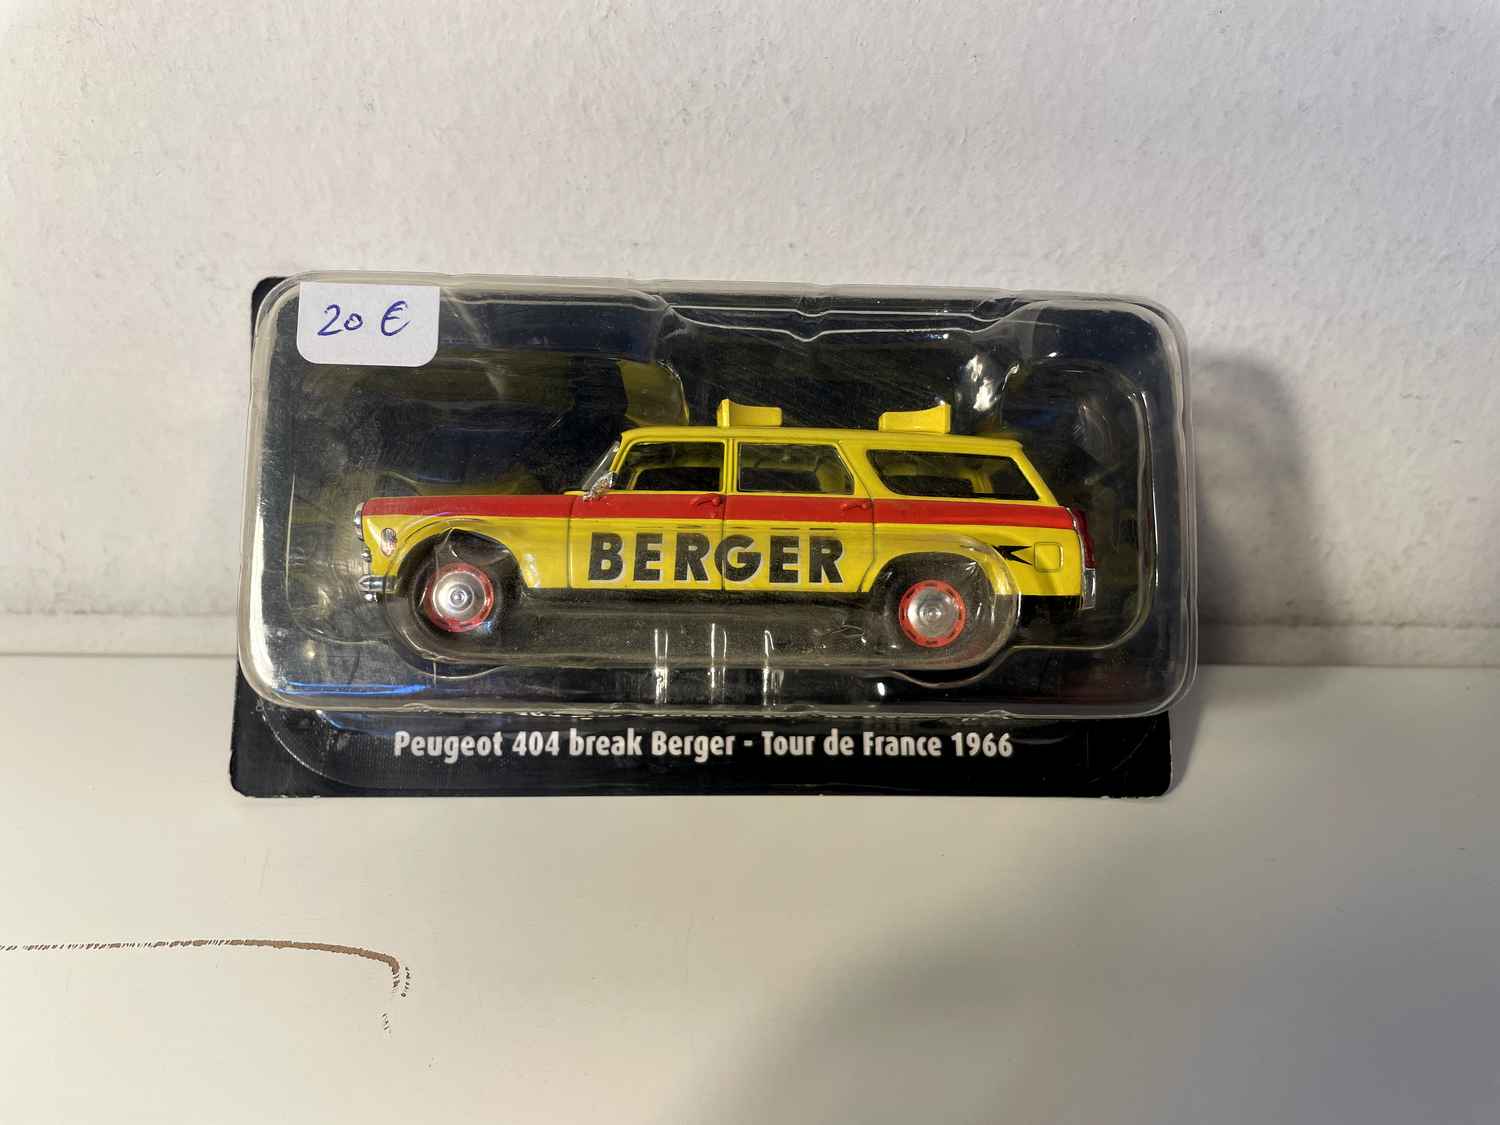 20 €
BERGER
Peugeot 404 break Berger - Tour de France 1966